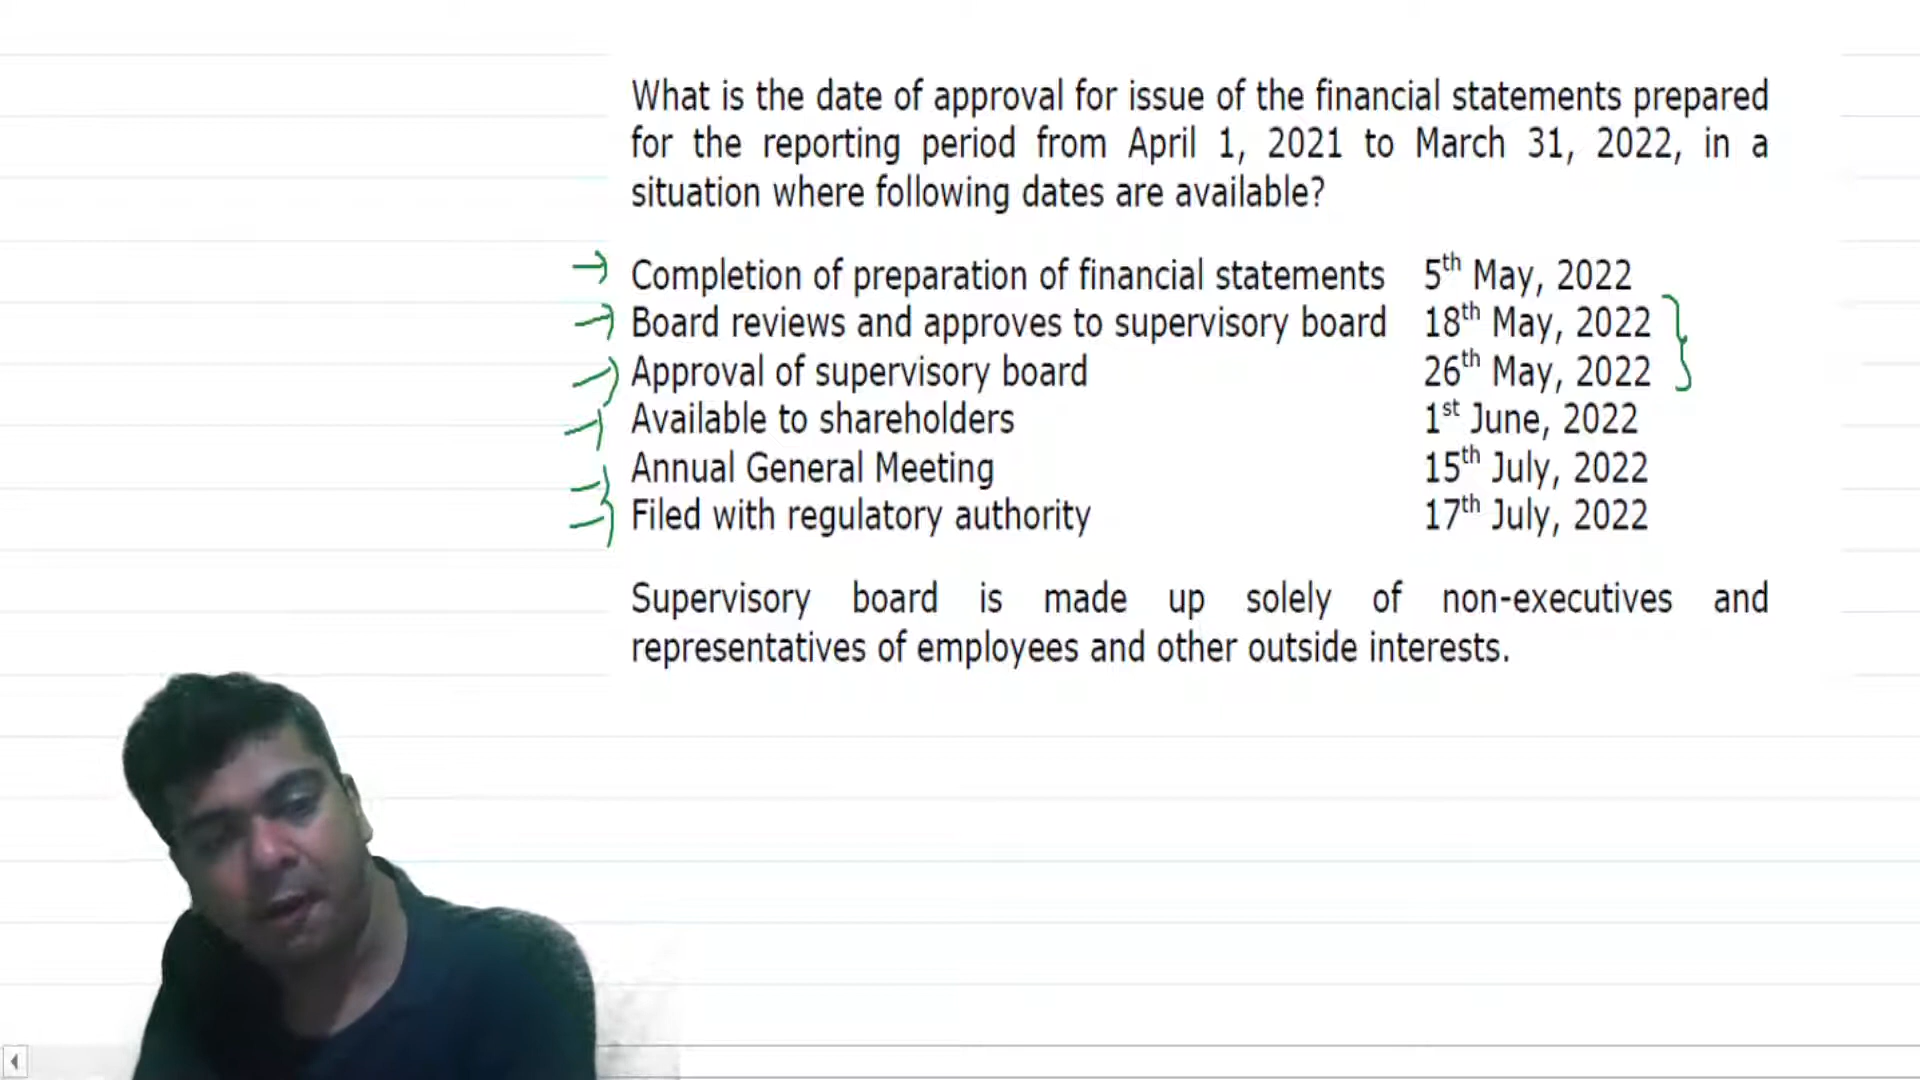 What is the date of approval for issue of the financial statements prepared
for the reporting period from April 1, 2021 to March 31, 2022, in a
situation where following dates are available?
Completion of preparation of financial statements 5th May, 2022
Board reviews and approves to supervisory board 18th May, 2022
Approval of supervisory board 26th May, 2022
Available to shareholders 1st June, 2022
Annual General Meeting 15th July, 2022
Filed with regulatory authority 17th July, 2022
Supervisory board is made up solely of non-executives and
representatives of employees and other outside interests.